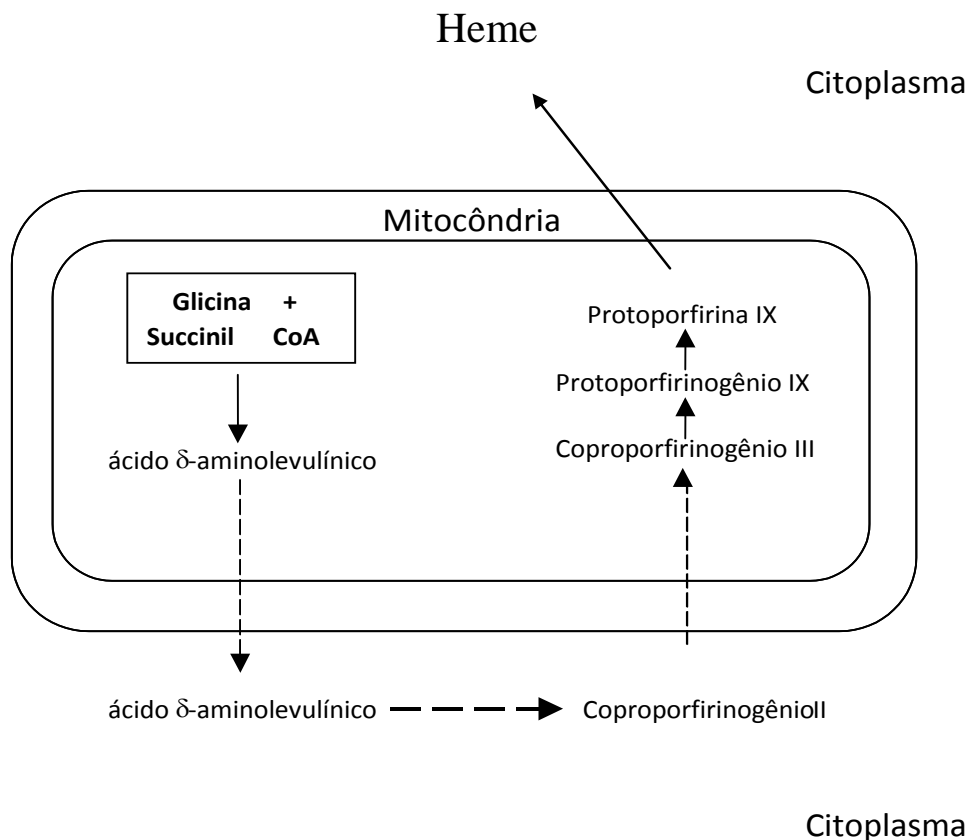 Heme
Citoplasma
Mitocôndria
Glicina +
Succinil CoA
ácido δ-aminolevulínico
Protoporfirina IX
Protoporfirinogênio IX
Coproporfirinogênio III
ácido δ-aminolevulínico
CoproporfirinogênioII
Citoplasma